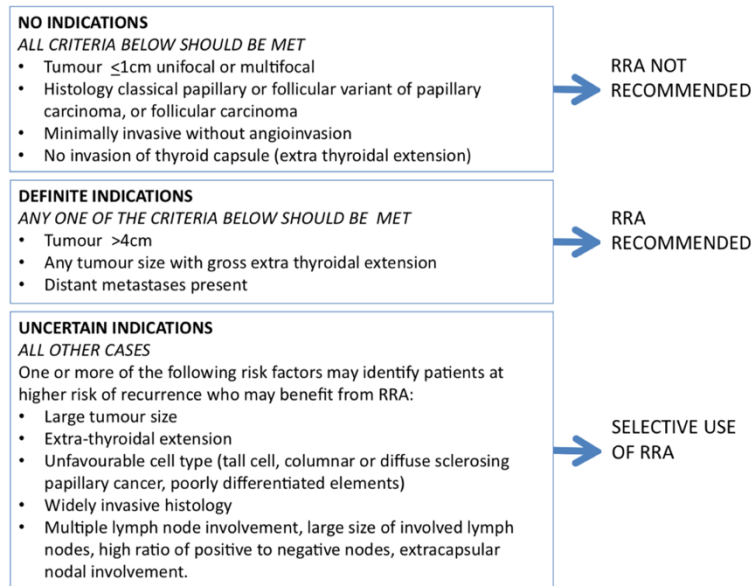 NO INDICATIONS
ALL CRITERIA BELOW SHOULD BE MET
• Tumour ≤1cm unifocal or multifocal
• Histology classical papillary or follicular variant of papillary
carcinoma, or follicular carcinoma
• Minimally invasive without angioinvasion
• No invasion of thyroid capsule (extra thyroidal extension)
RRA NOT
RECOMMENDED
DEFINITE INDICATIONS
ANY ONE OF THE CRITERIA BELOW SHOULD BE MET
• Tumour >4cm
• Any tumour size with gross extra thyroidal extension
• Distant metastases present
RRA
RECOMMENDED
UNCERTAIN INDICATIONS
ALL OTHER CASES
One or more of the following risk factors may identify patients at
higher risk of recurrence who may benefit from RRA:
• Large tumour size
• Extra-thyroidal extension
• Unfavourable cell type (tall cell, columnar or diffuse sclerosing
papillary cancer, poorly differentiated elements)
• Widely invasive histology
• Multiple lymph node involvement, large size of involved lymph
nodes, high ratio of positive to negative nodes, extracapsular
nodal involvement.
SELECTIVE USE
OF RRA